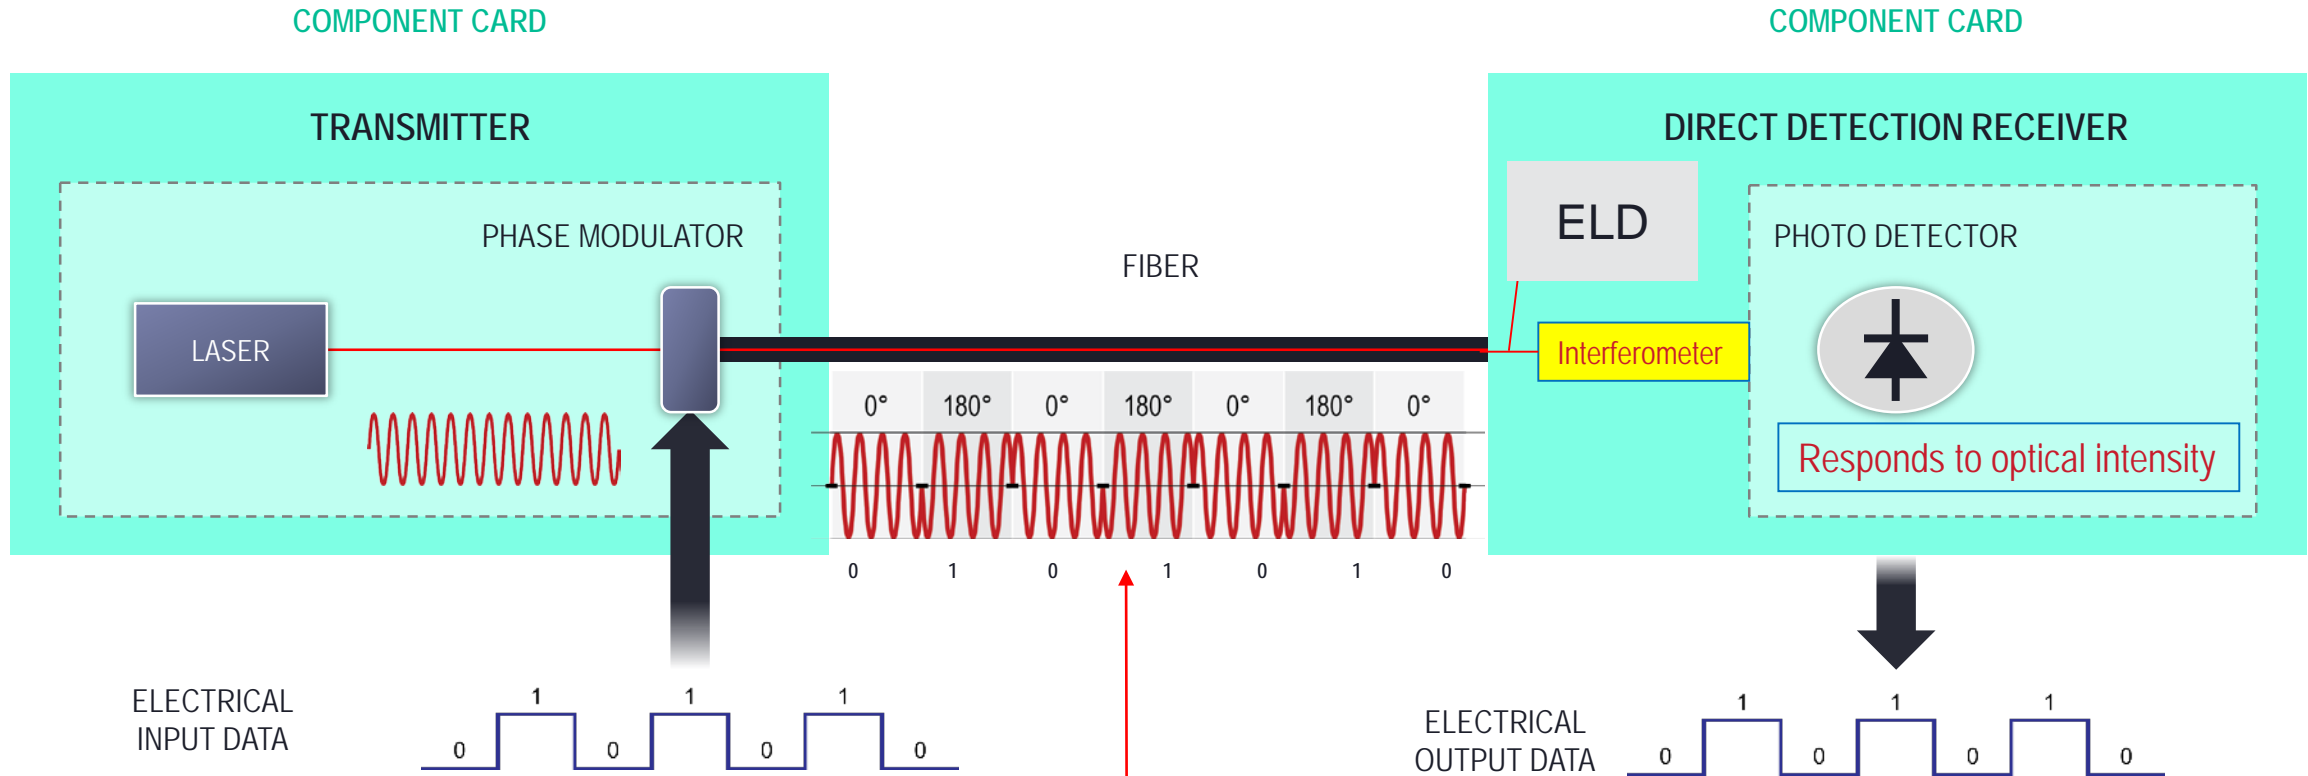 COMPONENT CARD
COMPONENT CARD
TRANSMITTER
DIRECT DETECTION RECEIVER
PHASE MODULATOR
ELD
PHOTO DETECTOR
FIBER
LASER
Interferometer
0° 180° 0° 180° 0° 180° 0°
Responds to optical intensity
0 1 0 1 0 1 0
ELECTRICAL
INPUT DATA
0 1 0 1 0 1 0
ELECTRICAL
OUTPUT DATA
0 1 0 1 0 1 0